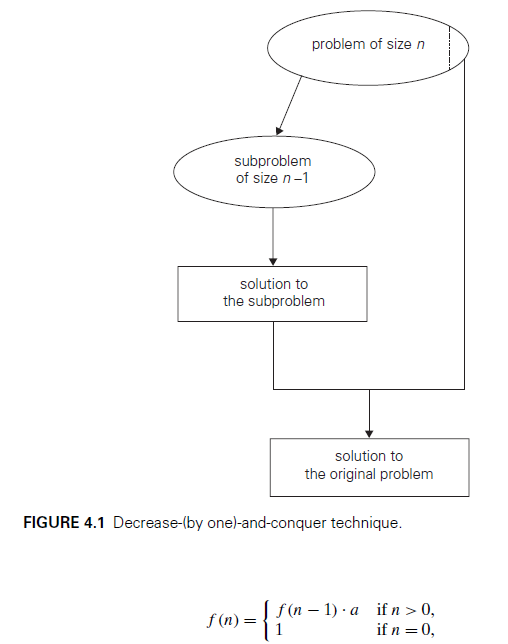 problem of size n
subproblem
of size n–1
solution to
the subproblem
solution to
the original problem
FIGURE 4.1 Decrease-(by one)-and-conquer technique.
f(n) = { f(n − 1) · a if n > 0,
1 if n = 0,